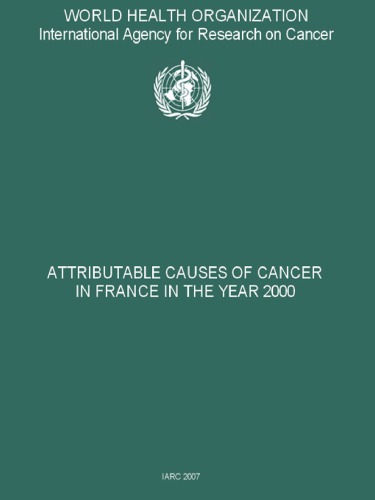 WORLD HEALTH ORGANIZATION
International Agency for Research on Cancer
ATTRIBUTABLE CAUSES OF CANCER
IN FRANCE IN THE YEAR 2000
IARC 2007